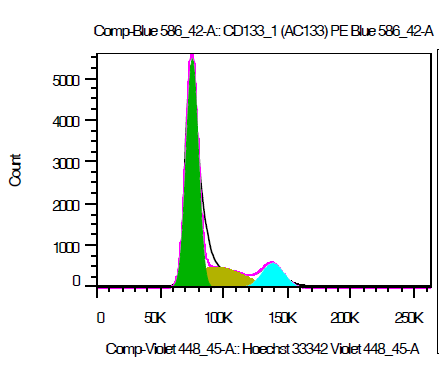 Comp-Blue 586_42-A:: CD133_1 (AC133) PE Blue 586_42-A
5000
4000
3000
2000
1000
0
Count
0 50K 100K 150K 200K 250K
Comp-Violet 448_45-A:: Hoechst 33342 Violet 448_45-A